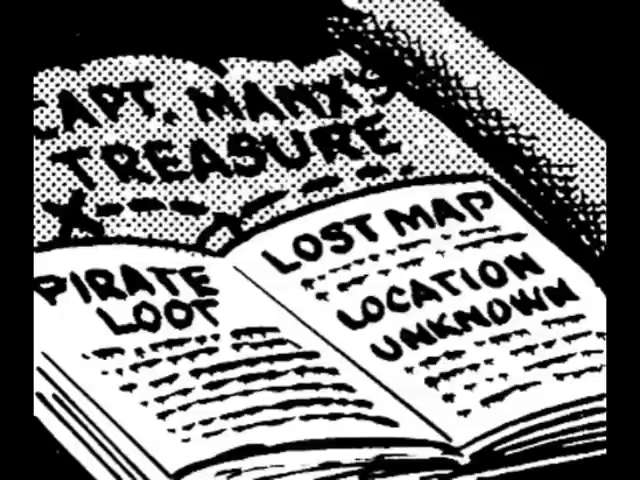 CAPT. MANX'S
TREASURE
X
PIRATE
LOOT
LOST MAP
LOCATION
UNKNOWN